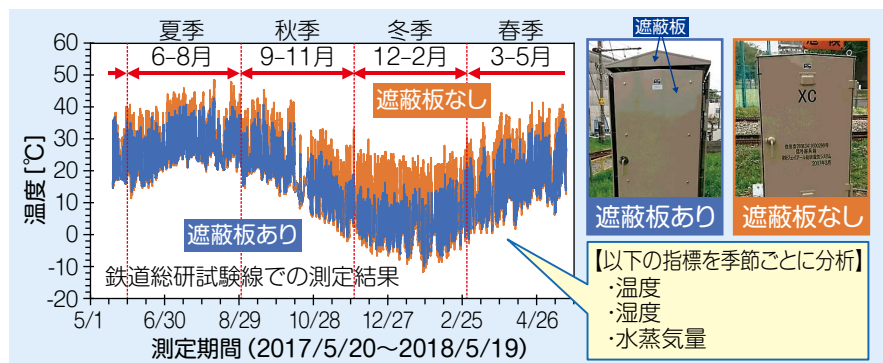 夏季
秋季
冬季
春季
6-8月
9-11月
12-2月
3-5月
60
50
40
30
20
10
0
-10
-20
温度[℃]
遮蔽板なし
遮蔽板あり
鉄道総研試験線での測定結果
5/1
6/30
8/29
10/28
12/27
2/25
4/26
測定期間(2017/5/20~2018/5/19)
遮蔽板
XC
遮蔽板あり
遮蔽板なし
【以下の指標を季節ごとに分析】
・温度
・湿度
・水蒸気量